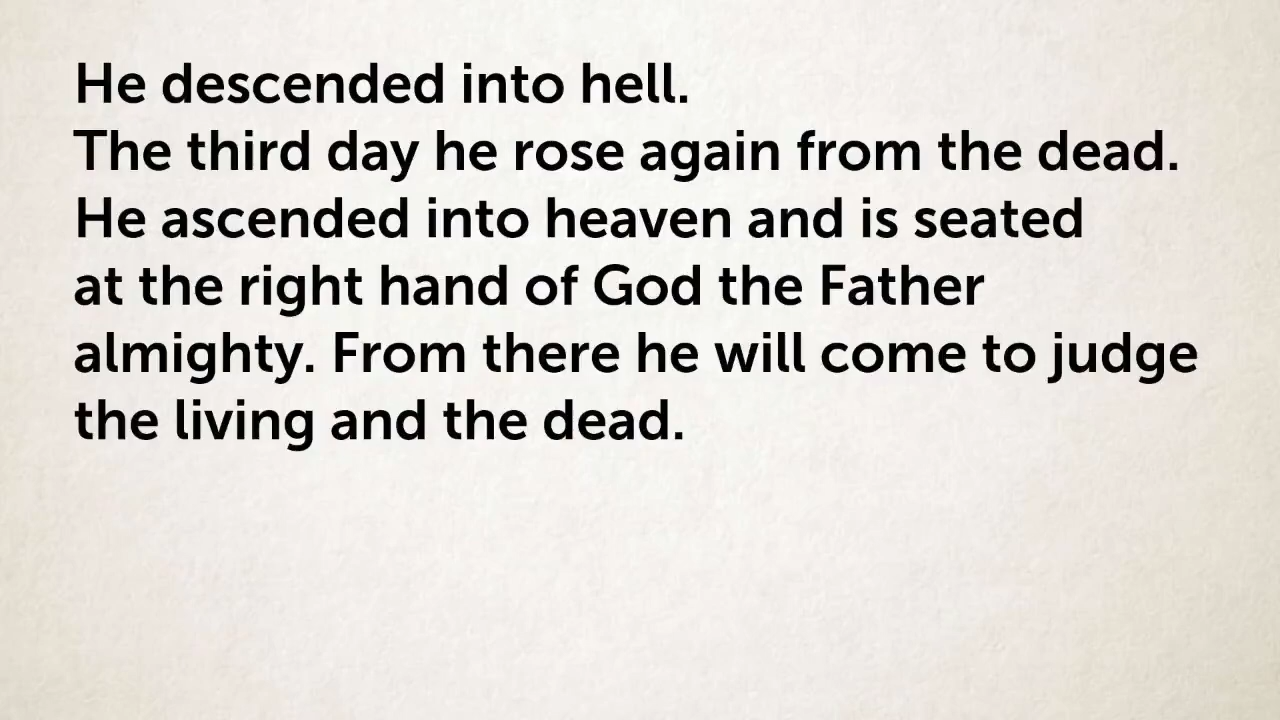 He descended into hell.
The third day he rose again from the dead.
He ascended into heaven and is seated
at the right hand of God the Father
almighty. From there he will come to judge
the living and the dead.